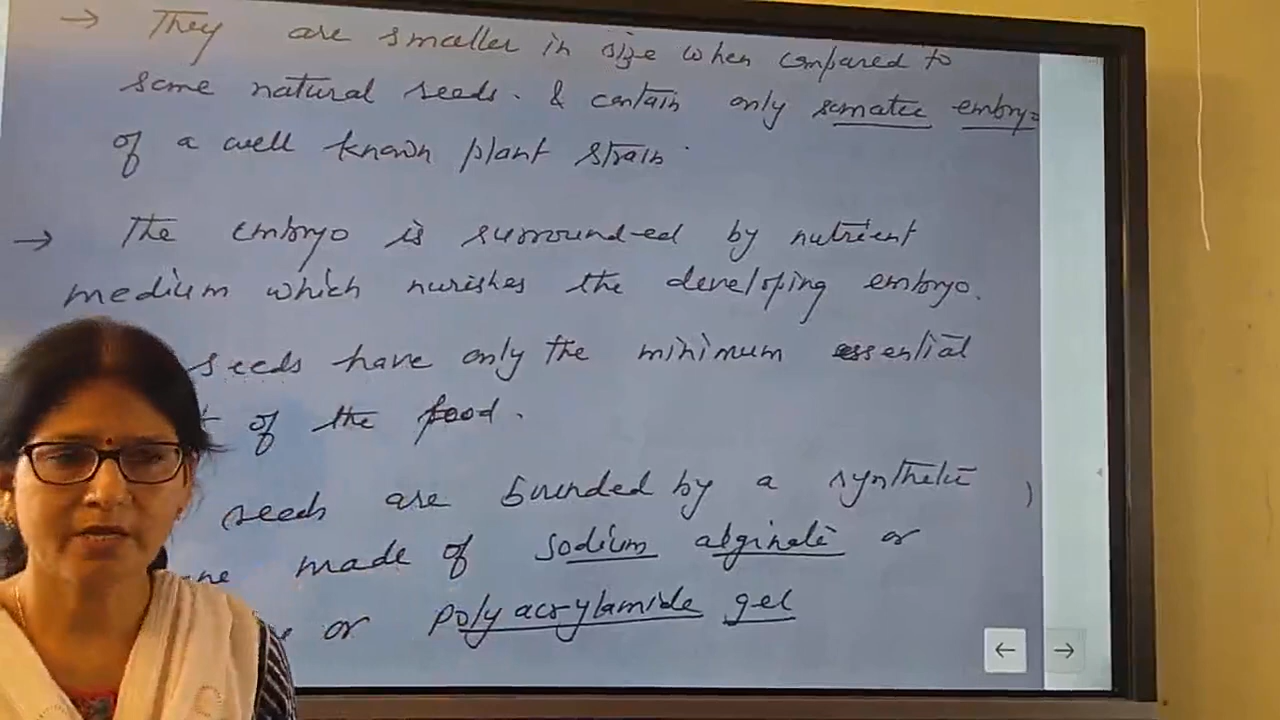 → They are smaller in size when compared to
some natural seeds. & contain only somatic embryo
of a well known plant strain.
→ The embryo is surrounded by nutrient
medium which nurishes the developing embryo.
seeds have only the minimum essential
of the food.
seeds are bounded by a synthetic
made of sodium alginate or
or polyacrylamide gel
← →